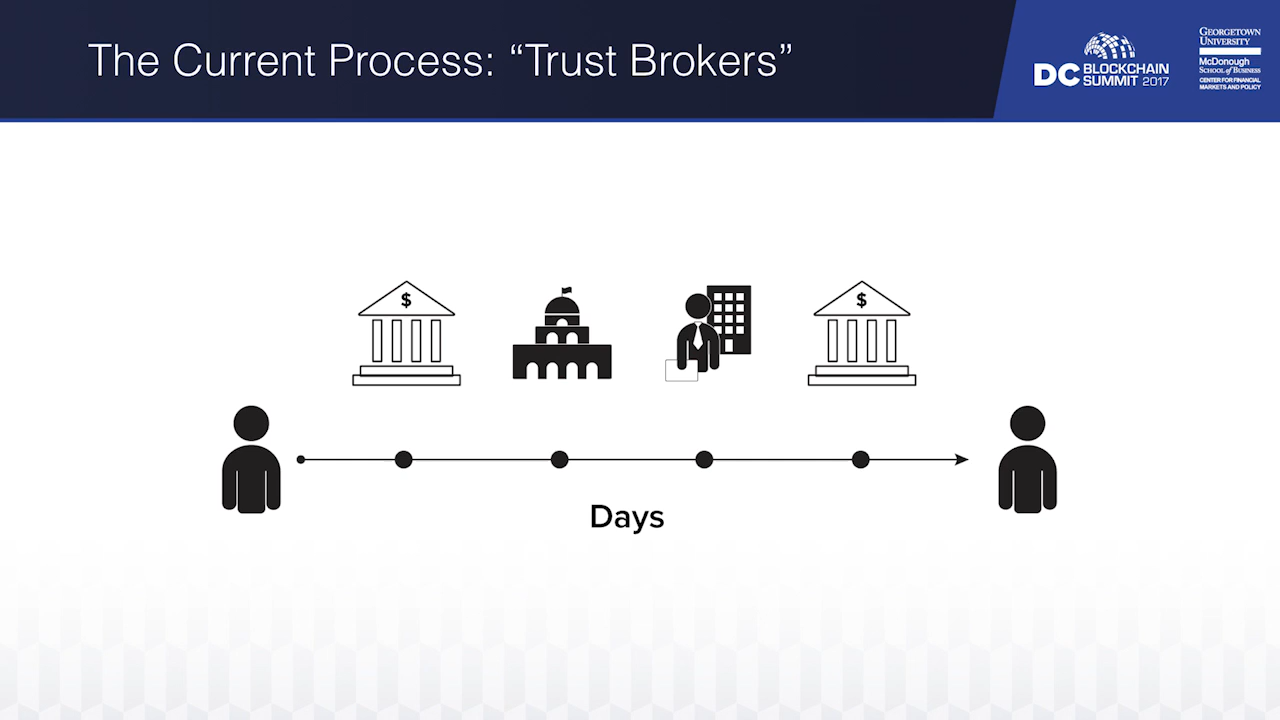 The Current Process: “Trust Brokers”
DC BLOCKCHAIN
SUMMIT 2017
GEORGETOWN
UNIVERSITY
McDonough
SCHOOL of BUSINESS
CENTER FOR FINANCIAL
MARKETS AND POLICY
$
$
Days